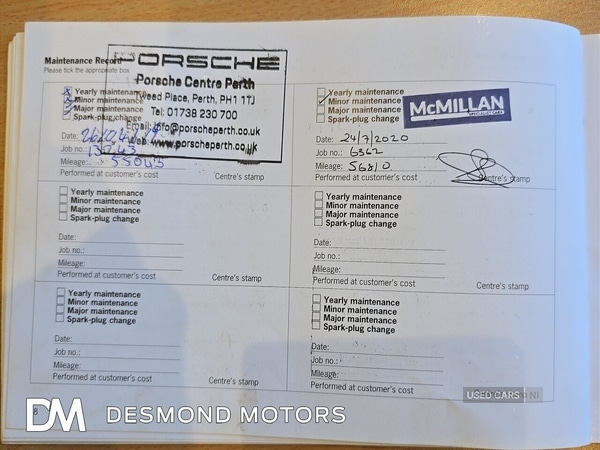 Maintenance Record
Please tick the appropriate box
PORSCHE
Porsche Centre Perth
Tweed Place, Perth, PH1 1TJ
Tel: 01738 230 700
Email: info@porscheperth.co.uk
Web: www.porscheperth.co.uk
Yearly maintenance
Minor maintenance
Major maintenance
Spark-plug change
Date:
Job no.:
Mileage: 55045
Performed at customer's cost
Centre's stamp
Yearly maintenance
Minor maintenance
Major maintenance
Spark-plug change
McMILLAN
Date: 24/7/2020
Job no.: 6362
Mileage: 56810
Performed at customer's cost
Centre's stamp
Yearly maintenance
Minor maintenance
Major maintenance
Spark-plug change
Date:
Job no.:
Mileage:
Performed at customer's cost
Centre's stamp
Yearly maintenance
Minor maintenance
Major maintenance
Spark-plug change
Date:
Job no.:
Mileage:
Performed at customer's cost
Centre's stamp
Yearly maintenance
Minor maintenance
Major maintenance
Spark-plug change
Date:
Job no.:
Mileage:
Performed at customer's cost
Centre's stamp
Yearly maintenance
Minor maintenance
Major maintenance
Spark-plug change
Date:
Job no.:
Mileage:
Performed at customer's cost
8
DM DESMOND MOTORS
USED CARS NI